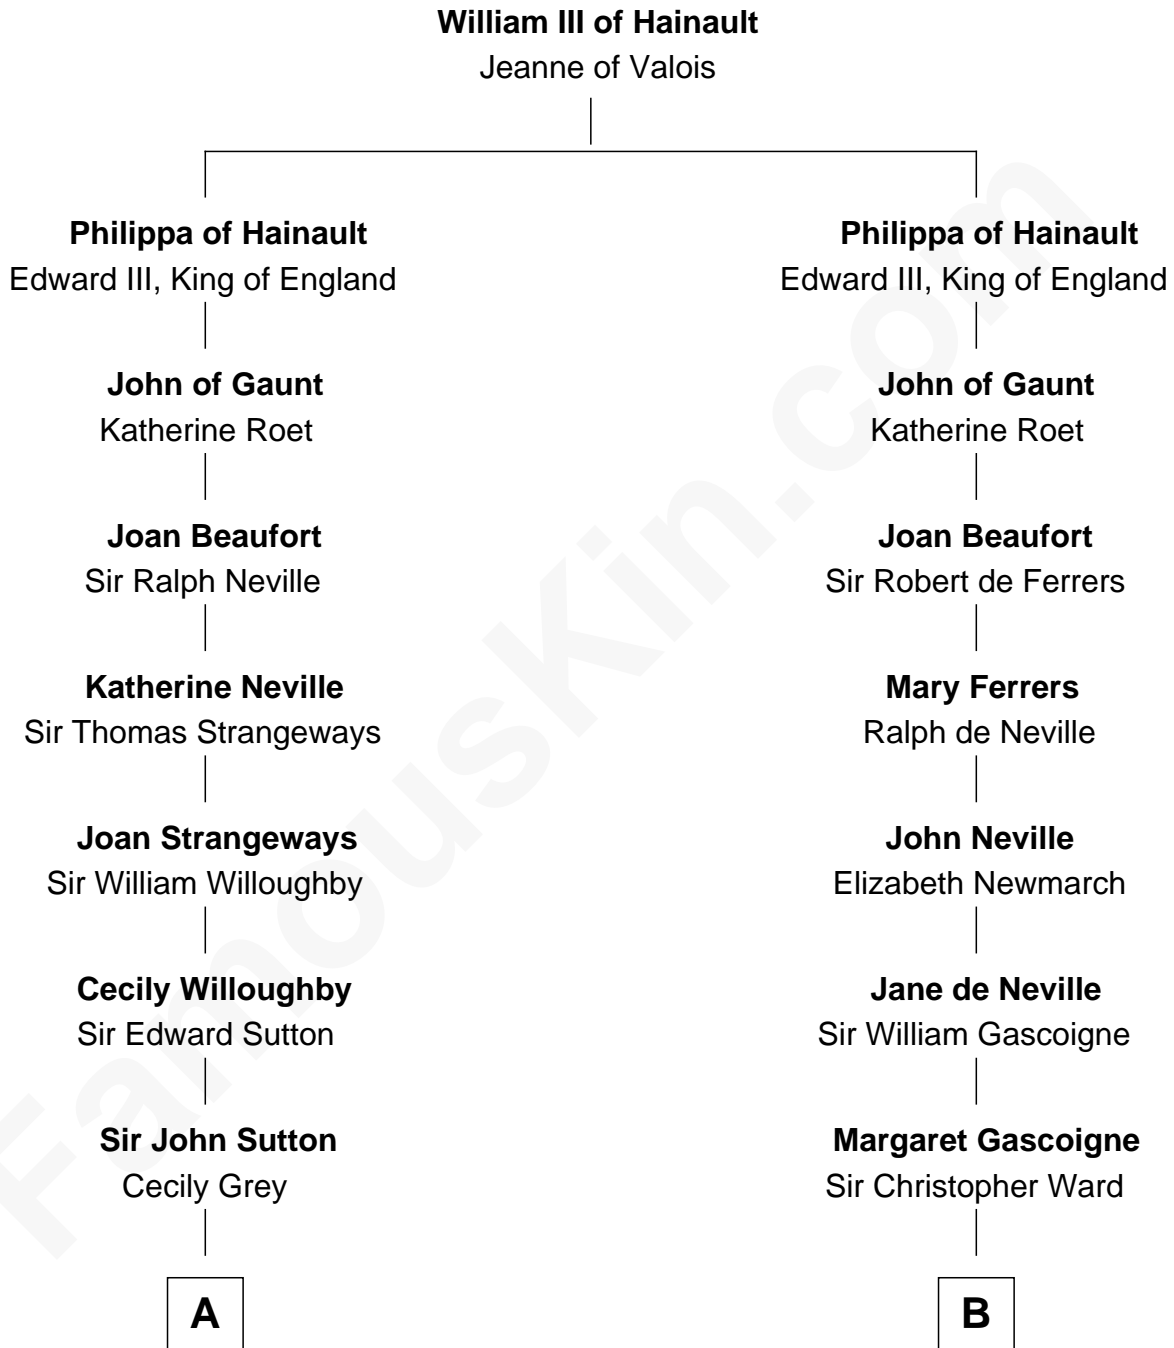 William III of Hainault
Jeanne of Valois
Philippa of Hainault
Edward III, King of England
John of Gaunt
Katherine Roet
Joan Beaufort
Sir Ralph Neville
Katherine Neville
Sir Thomas Strangeways
Joan Strangeways
Sir William Willoughby
Cecily Willoughby
Sir Edward Sutton
Sir John Sutton
Cecily Grey
A
Philippa of Hainault
Edward III, King of England
John of Gaunt
Katherine Roet
Joan Beaufort
Sir Robert de Ferrers
Mary Ferrers
Ralph de Neville
John Neville
Elizabeth Newmarch
Jane de Neville
Sir William Gascoigne
Margaret Gascoigne
Sir Christopher Ward
B
FamousKin.com